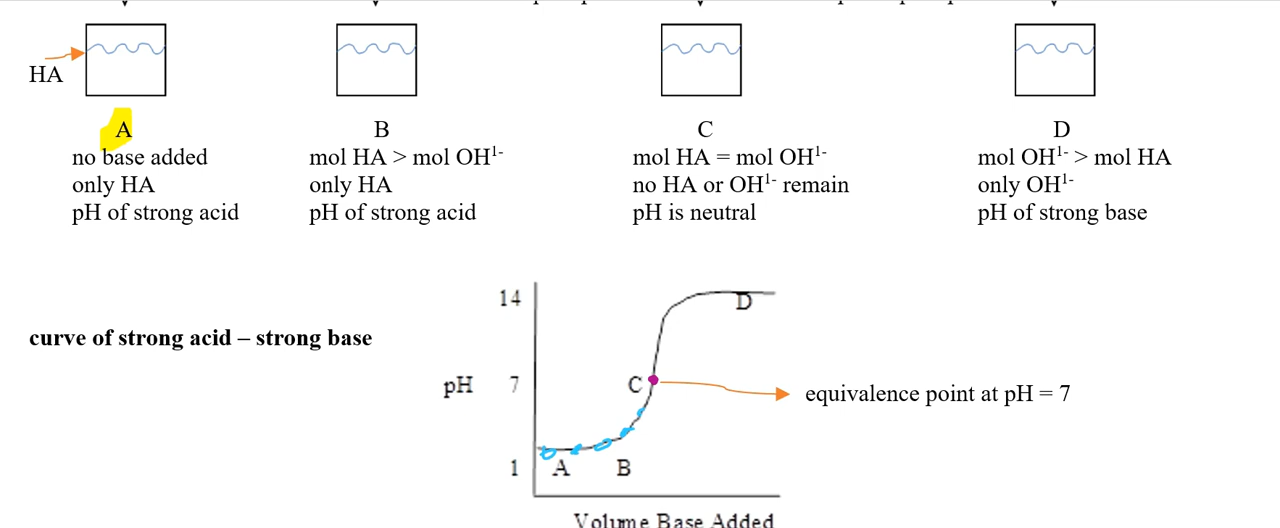 HA
A
B
C
D
no base added
mol HA > mol OH¹⁻
mol HA = mol OH¹⁻
mol OH¹⁻ > mol HA
only HA
only HA
no HA or OH¹⁻ remain
only OH¹⁻
pH of strong acid
pH of strong acid
pH is neutral
pH of strong base
14
D
curve of strong acid – strong base
pH
7
C
equivalence point at pH = 7
1
A
B
Volume Base Added